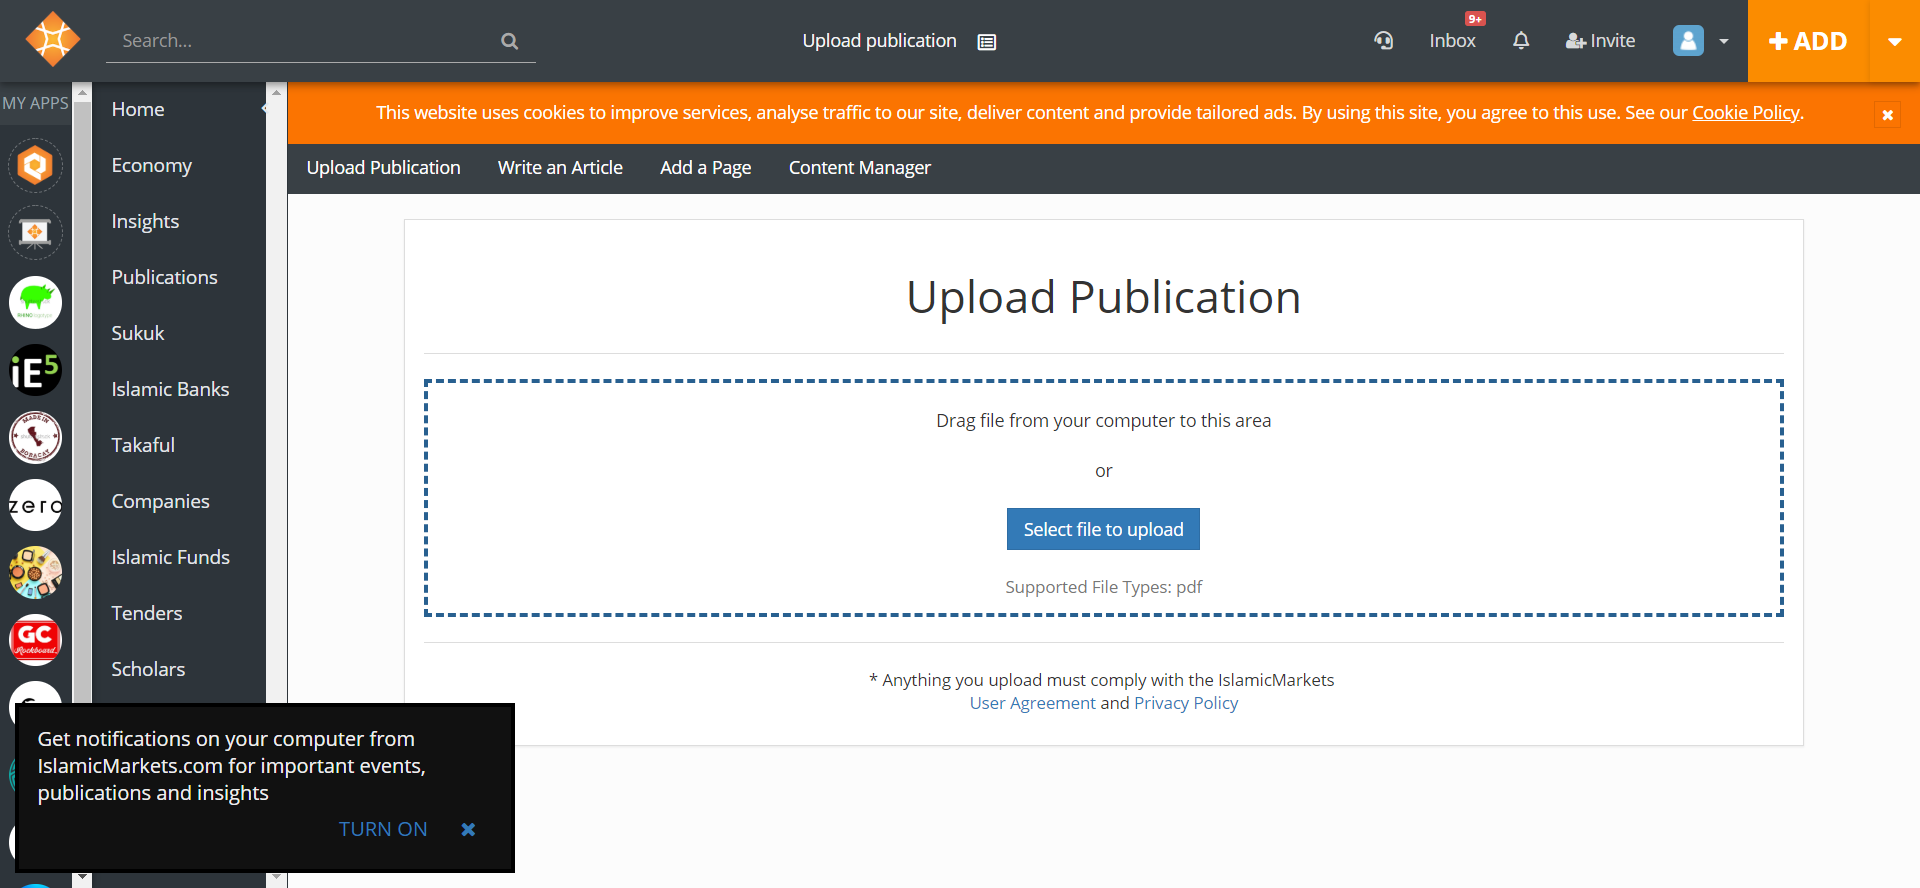 Search...
Upload publication
9+
Inbox
Invite
ADD
MY APPS
Home
Economy
Insights
Publications
Sukuk
Islamic Banks
Takaful
Companies
Islamic Funds
Tenders
Scholars
iE5
MADE IN
BORACAY
zero
GC
Rockboard
This website uses cookies to improve services, analyse traffic to our site, deliver content and provide tailored ads. By using this site, you agree to this use. See our Cookie Policy.
Upload Publication
Write an Article
Add a Page
Content Manager
Upload Publication
Drag file from your computer to this area
or
Select file to upload
Supported File Types: pdf
* Anything you upload must comply with the IslamicMarkets
User Agreement and Privacy Policy
Get notifications on your computer from
IslamicMarkets.com for important events,
publications and insights
TURN ON